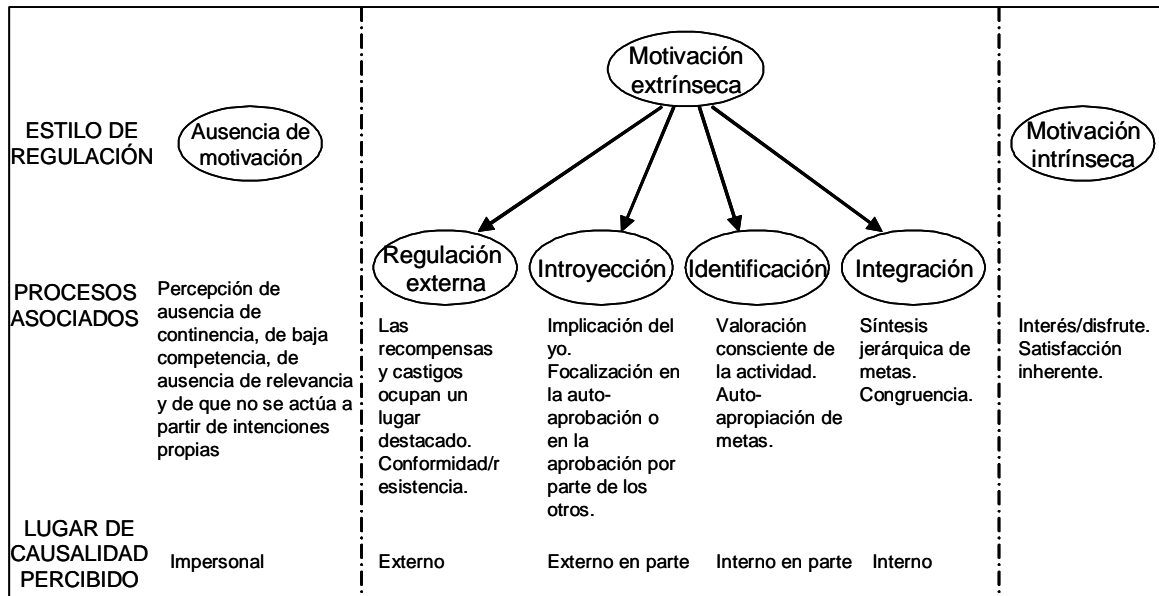 Motivación
extrínseca
ESTILO DE
REGULACIÓN
Ausencia de
motivación
Motivación
intrínseca
Regulación
externa
Introyección
Identificación
Integración
PROCESOS
ASOCIADOS
Percepción de
ausencia de
continencia, de baja
competencia, de
ausencia de relevancia
y de que no se actúa a
partir de intenciones
propias
Las
recompensas
y castigos
ocupan un
lugar
destacado.
Conformidad/r
esistencia.
Implicación del
yo.
Focalización en
la auto-
aprobación o
en la
aprobación por
parte de los
otros.
Valoración
consciente de
la actividad.
Auto-
apropiación de
metas.
Síntesis
jerárquica de
metas.
Congruencia.
Interés/disfrute.
Satisfacción
inherente.
LUGAR DE
CAUSALIDAD
PERCIBIDO
Impersonal
Externo
Externo en parte
Interno en parte
Interno